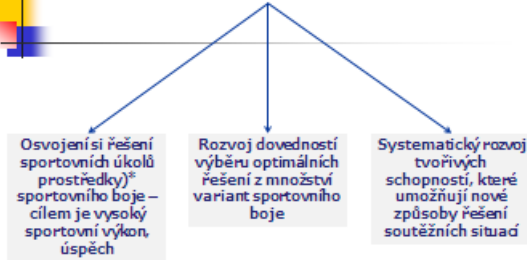 Osvojení si řešení
sportovních úkolů
prostředky)*
sportovního boje –
cílem je vysoký
sportovní výkon,
úspěch
Rozvoj dovedností
výběru optimálních
řešení z množství
variant sportovního
boje
Systematický rozvoj
tvořivých
schopností, které
umožňují nové
způsoby řešení
soutěžních situací